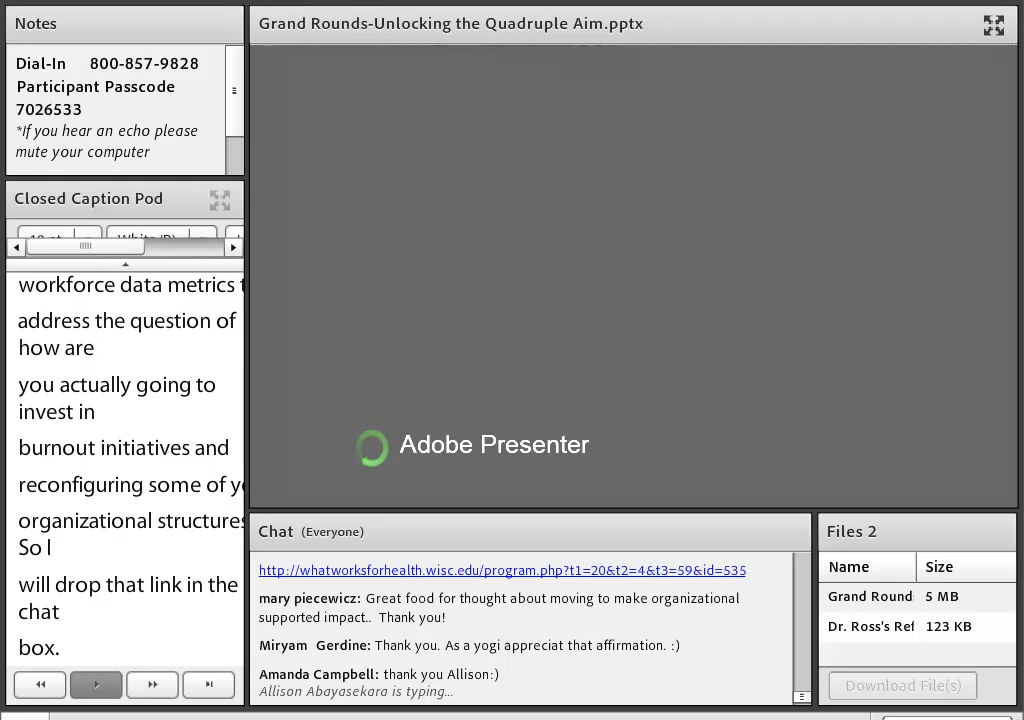 Notes
Dial-In 800-857-9828
Participant Passcode
7026533
*If you hear an echo please
mute your computer
Closed Caption Pod
workforce data metrics
address the question of
how are
you actually going to
invest in
burnout initiatives and
reconfiguring some of
organizational structures
So I
will drop that link in the
chat
box.
Grand Rounds-Unlocking the Quadruple Aim.pptx
Adobe Presenter
Chat (Everyone)
http://whatworksforhealth.wisc.edu/program.php?t1=20&t2=4&t3=59&id=535
mary piecewicz: Great food for thought about moving to make organizational
supported impact.. Thank you!
Miryam Gerdine: Thank you. As a yogi appreciat that affirmation. :)
Amanda Campbell: thank you Allison:)
Allison Abayasekara is typing...
Files 2
Name Size
Grand Round 5 MB
Dr. Ross's Ref 123 KB
Download File(s)